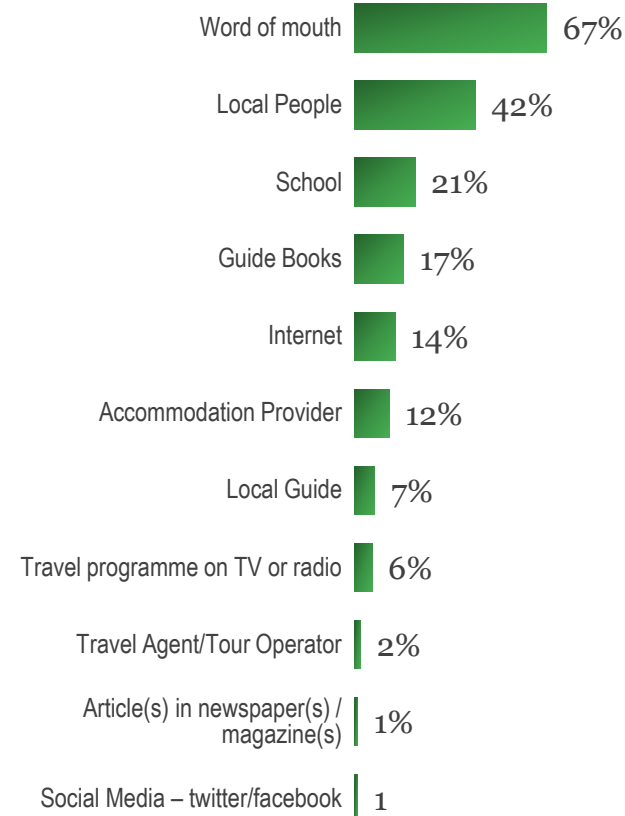 Word of mouth 67%
Local People 42%
School 21%
Guide Books 17%
Internet 14%
Accommodation Provider 12%
Local Guide 7%
Travel programme on TV or radio 6%
Travel Agent/Tour Operator 2%
Article(s) in newspaper(s) /
magazine(s) 1%
Social Media – twitter/facebook 1